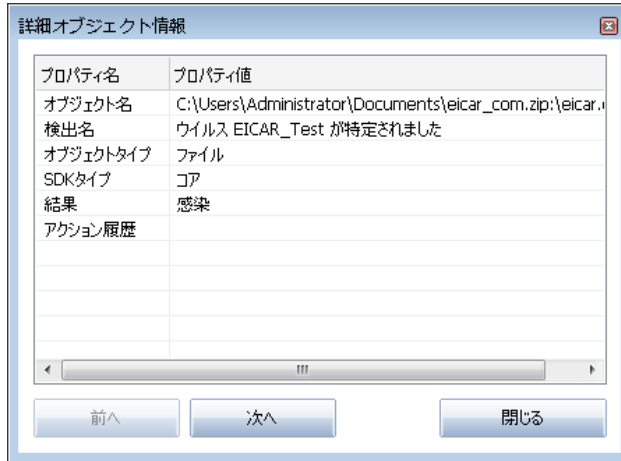 詳細オブジェクト情報
プロパティ名 プロパティ値
オブジェクト名 C:\Users\Administrator\Documents\eicar_com.zip:\eicar.
検出名 ウイルス EICAR_Test が特定されました
オブジェクトタイプ ファイル
SDKタイプ コア
結果 感染
アクション履歴
前へ 次へ 閉じる